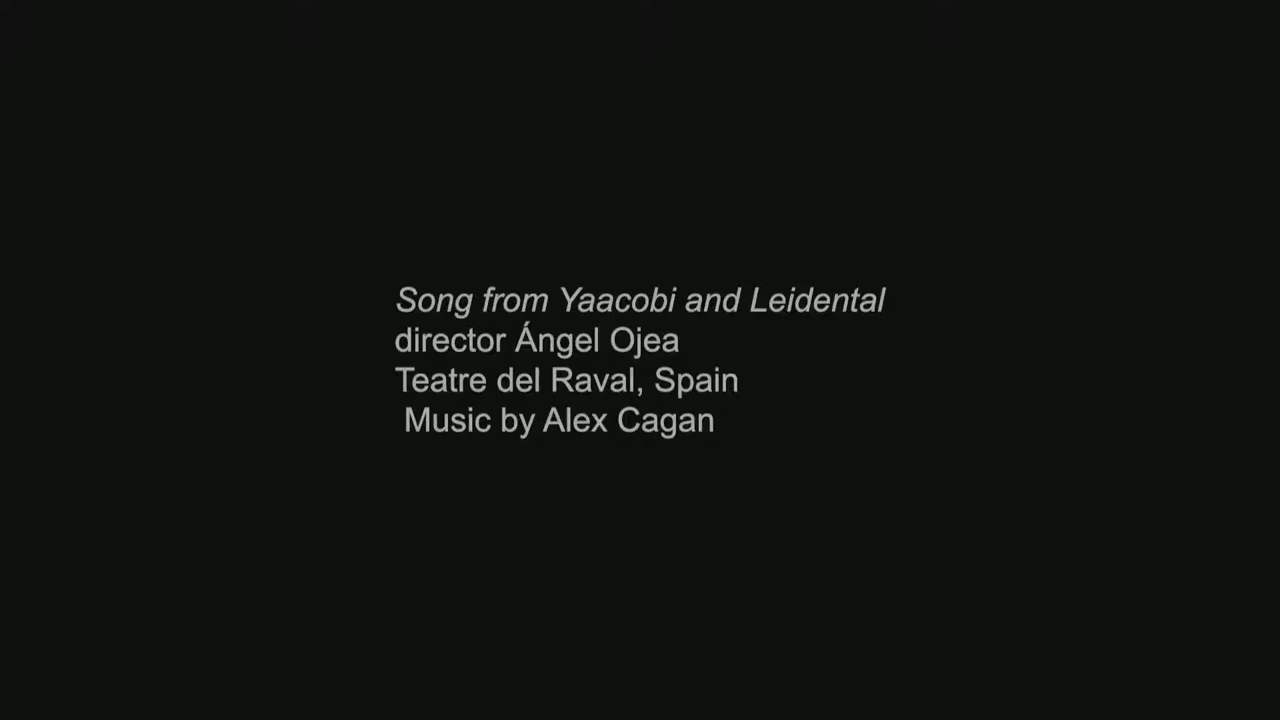 Song from Yaacobi and Leidental
director Ángel Ojea
Teatre del Raval, Spain
Music by Alex Cagan